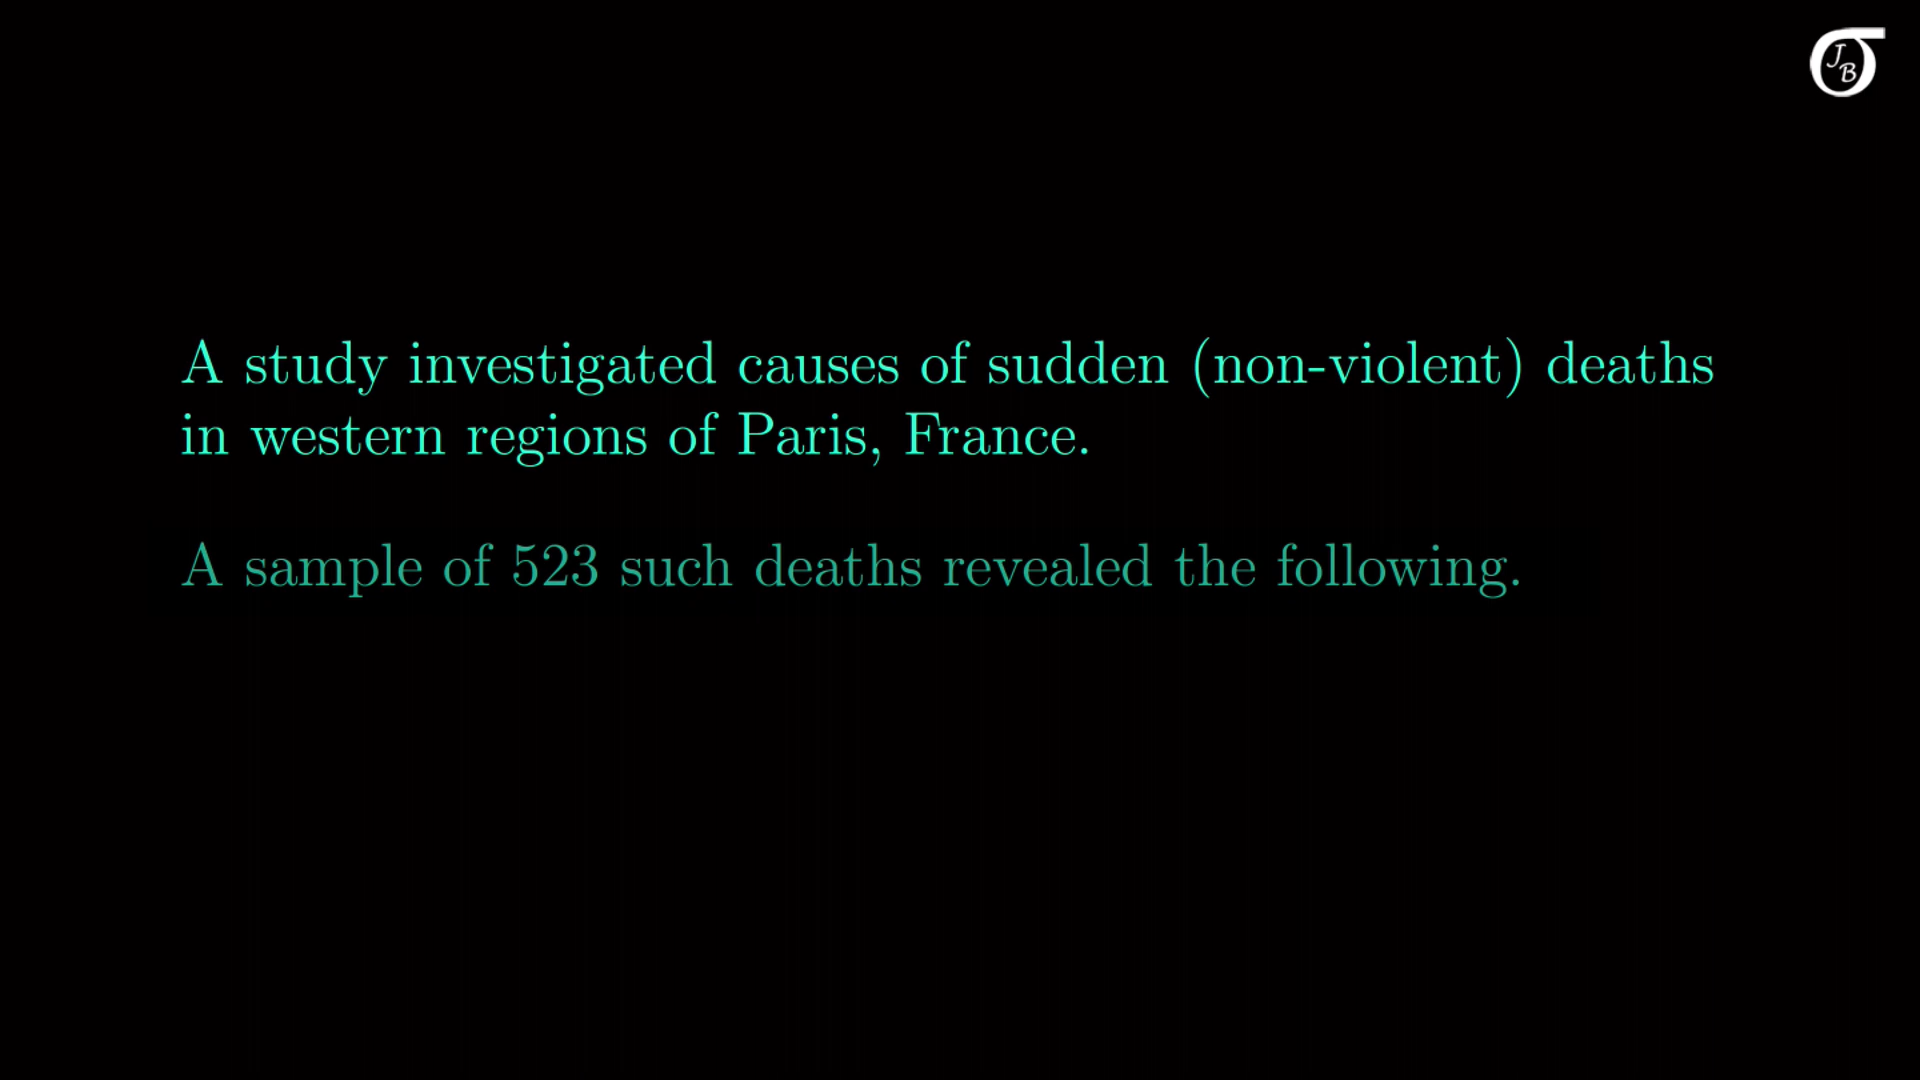 JB
A study investigated causes of sudden (non-violent) deaths
in western regions of Paris, France.
A sample of 523 such deaths revealed the following.